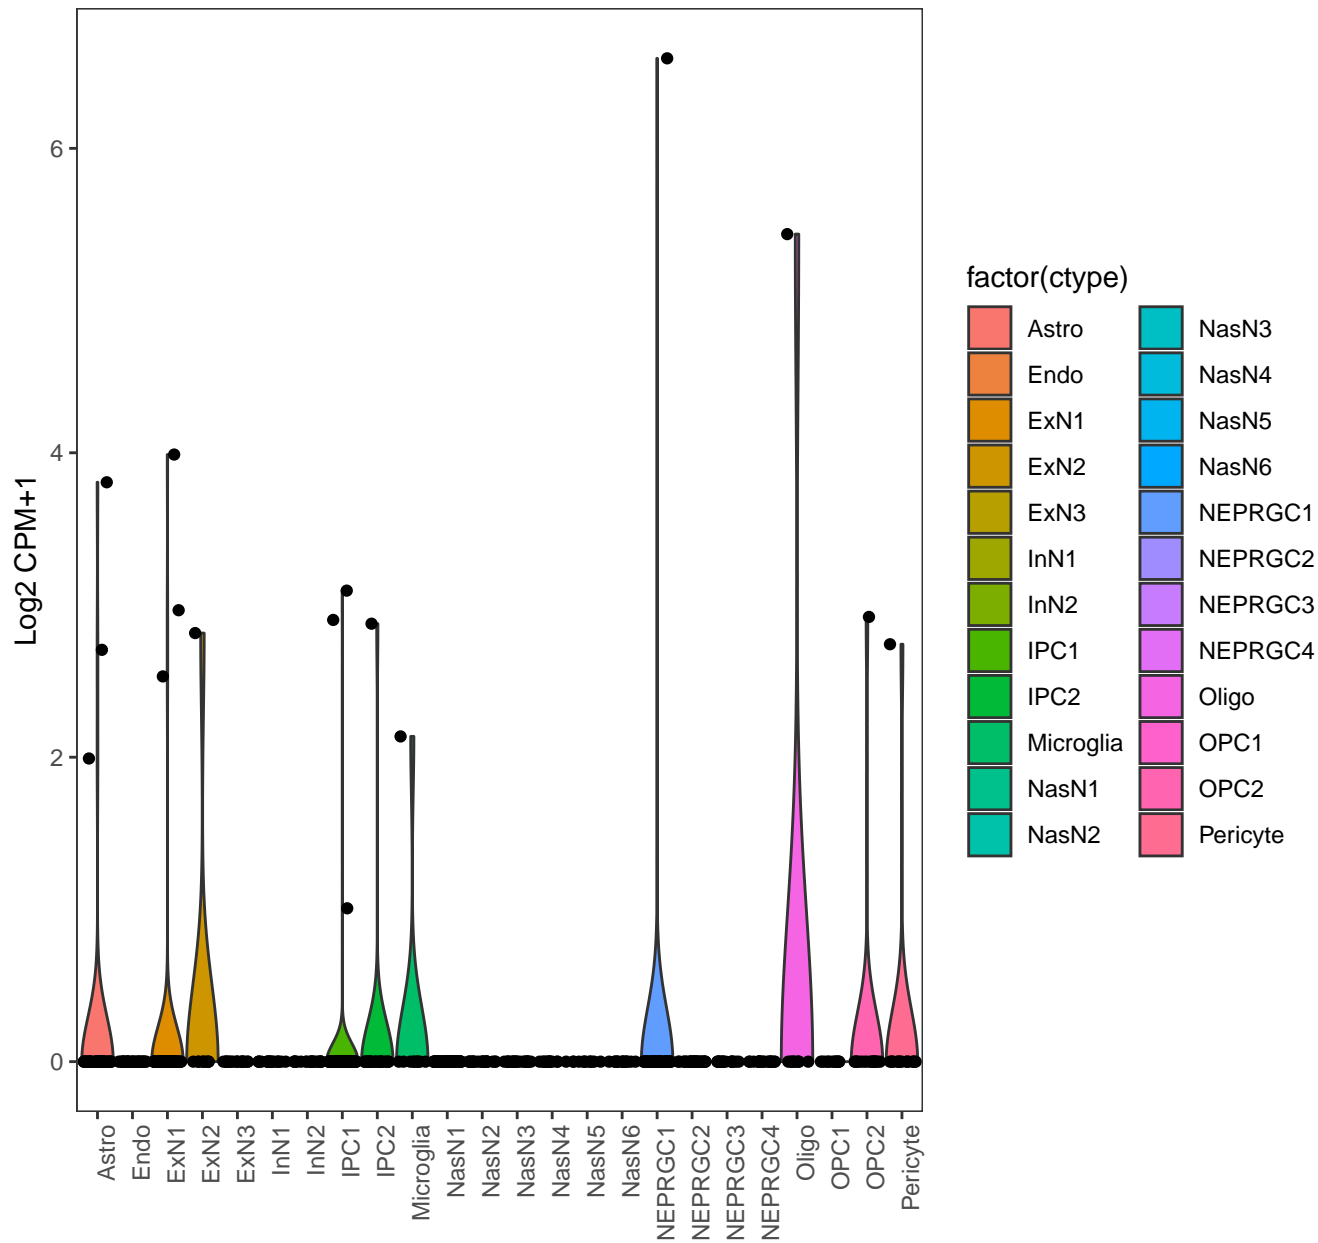 Log2 CPM+1
6
4
2
0
Astro
Endo
ExN1
ExN2
ExN3
InN1
InN2
IPC1
IPC2
Microglia
NasN1
NasN2
NasN3
NasN4
NasN5
NasN6
NEPRGC1
NEPRGC2
NEPRGC3
NEPRGC4
Oligo
OPC1
OPC2
Pericyte
factor(ctype)
Astro
Endo
ExN1
ExN2
ExN3
InN1
InN2
IPC1
IPC2
Microglia
NasN1
NasN2
NasN3
NasN4
NasN5
NasN6
NEPRGC1
NEPRGC2
NEPRGC3
NEPRGC4
Oligo
OPC1
OPC2
Pericyte